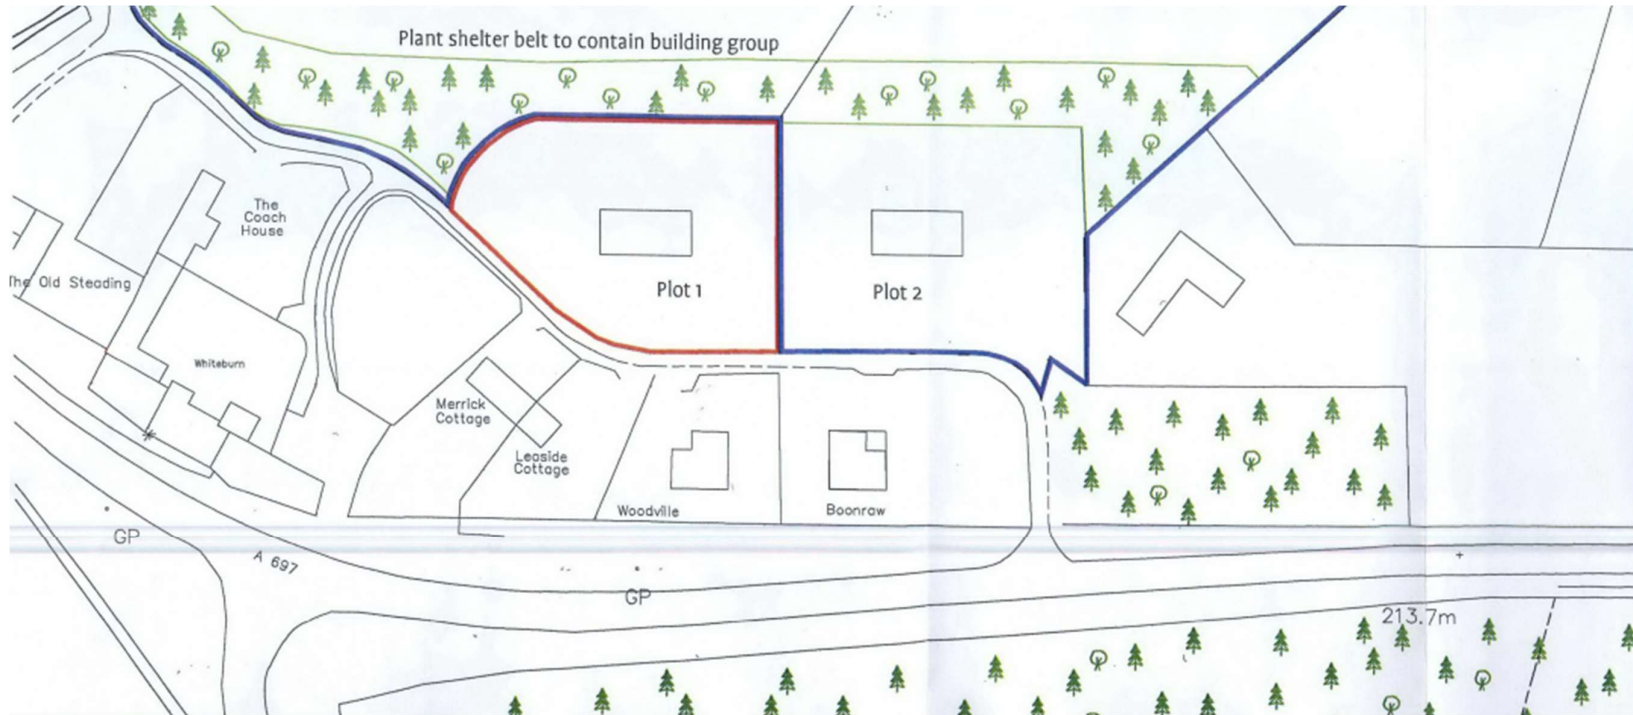 Plant shelter belt to contain building group
The
Coach
House
The Old Steading
Plot 1
Plot 2
Whiteburn
Merrick
Cottage
Leaside
Cottage
Woodville
Boonraw
GP
A 697
GP
213.7m